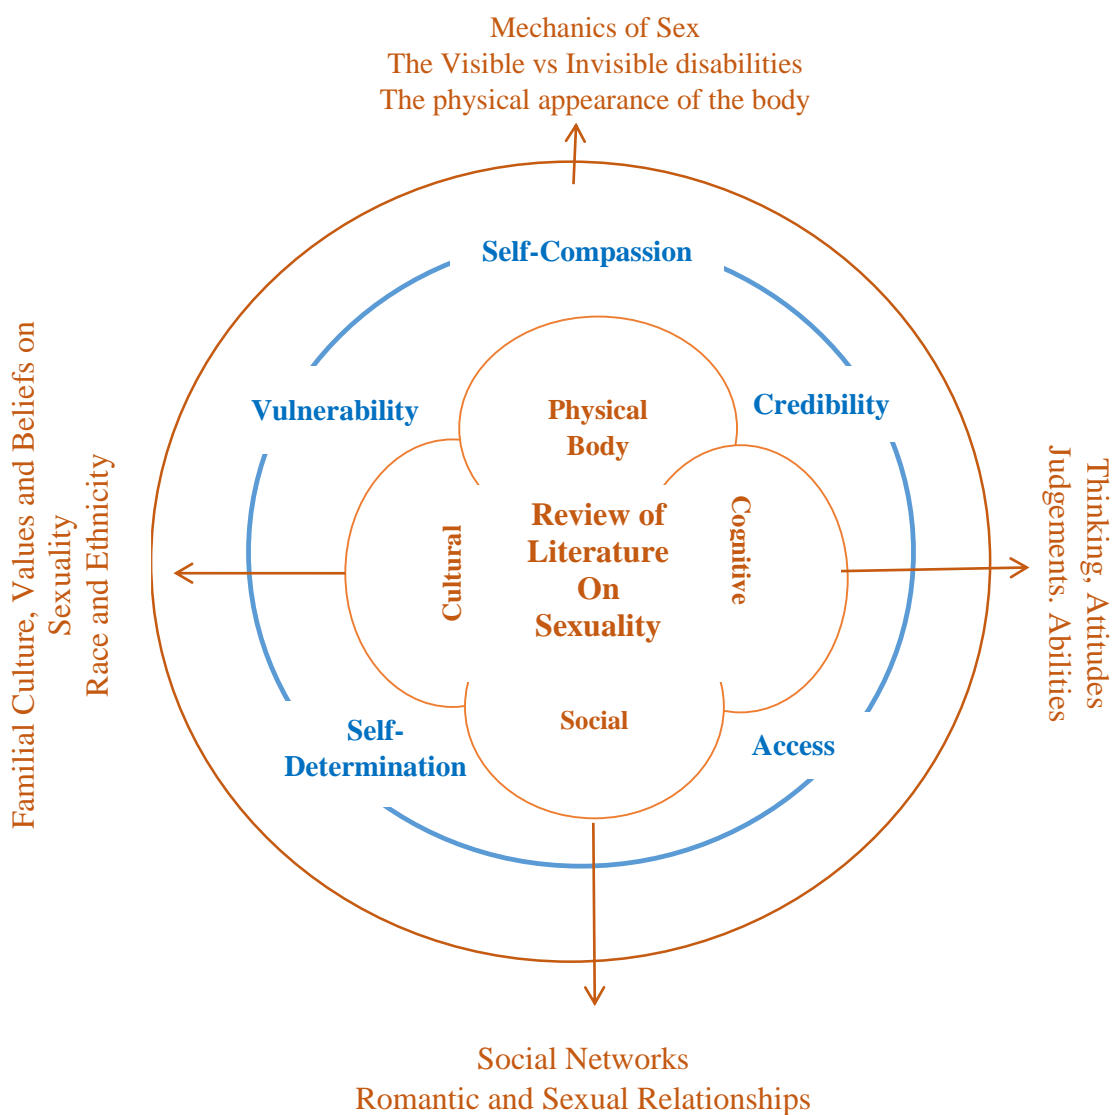 Mechanics of Sex
The Visible vs Invisible disabilities
The physical appearance of the body
Self-Compassion
Vulnerability
Credibility
Physical
Body
Familial Culture, Values and Beliefs on
Sexuality
Race and Ethnicity
Cultural
Review of
Literature
On
Sexuality
Cognitive
Thinking, Attitudes
Judgements. Abilities
Social
Self-
Determination
Access
Social Networks
Romantic and Sexual Relationships